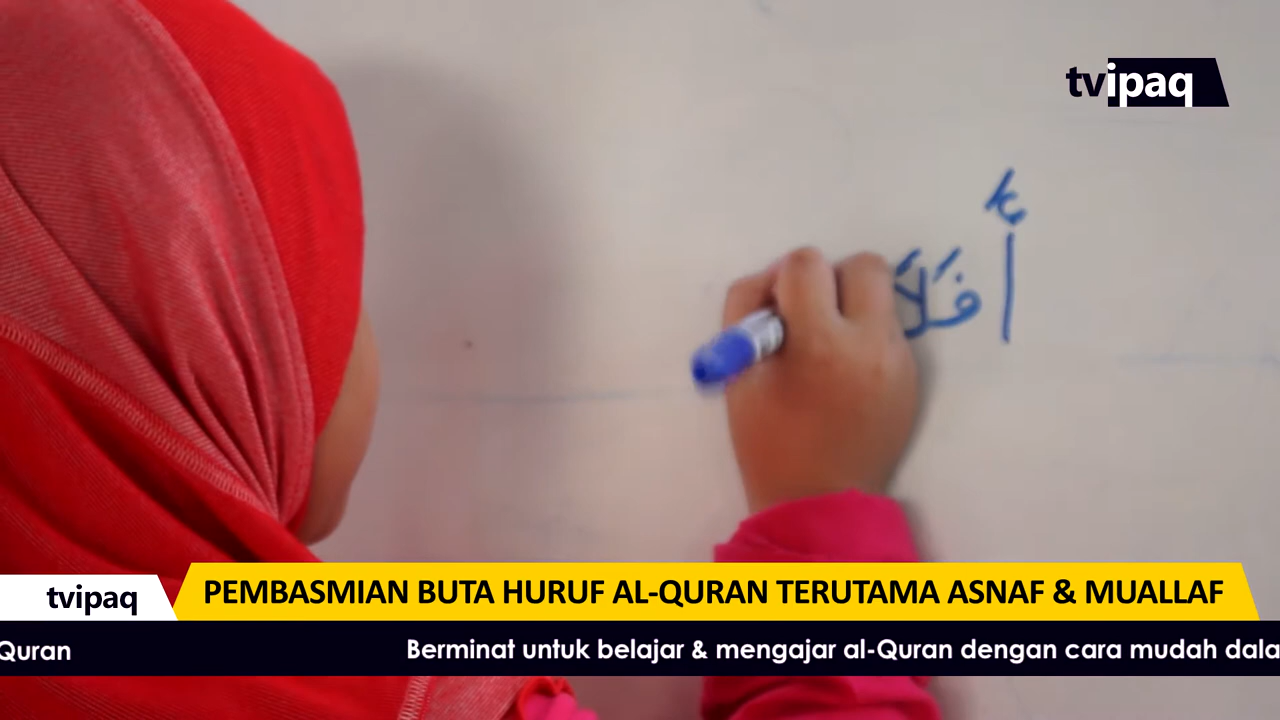 tvipaq
أَفَلَا
tvipaq
PEMBASMIAN BUTA HURUF AL-QURAN TERUTAMA ASNAF & MUALLAF
Quran Berminat untuk belajar & mengajar al-Quran dengan cara mudah dala